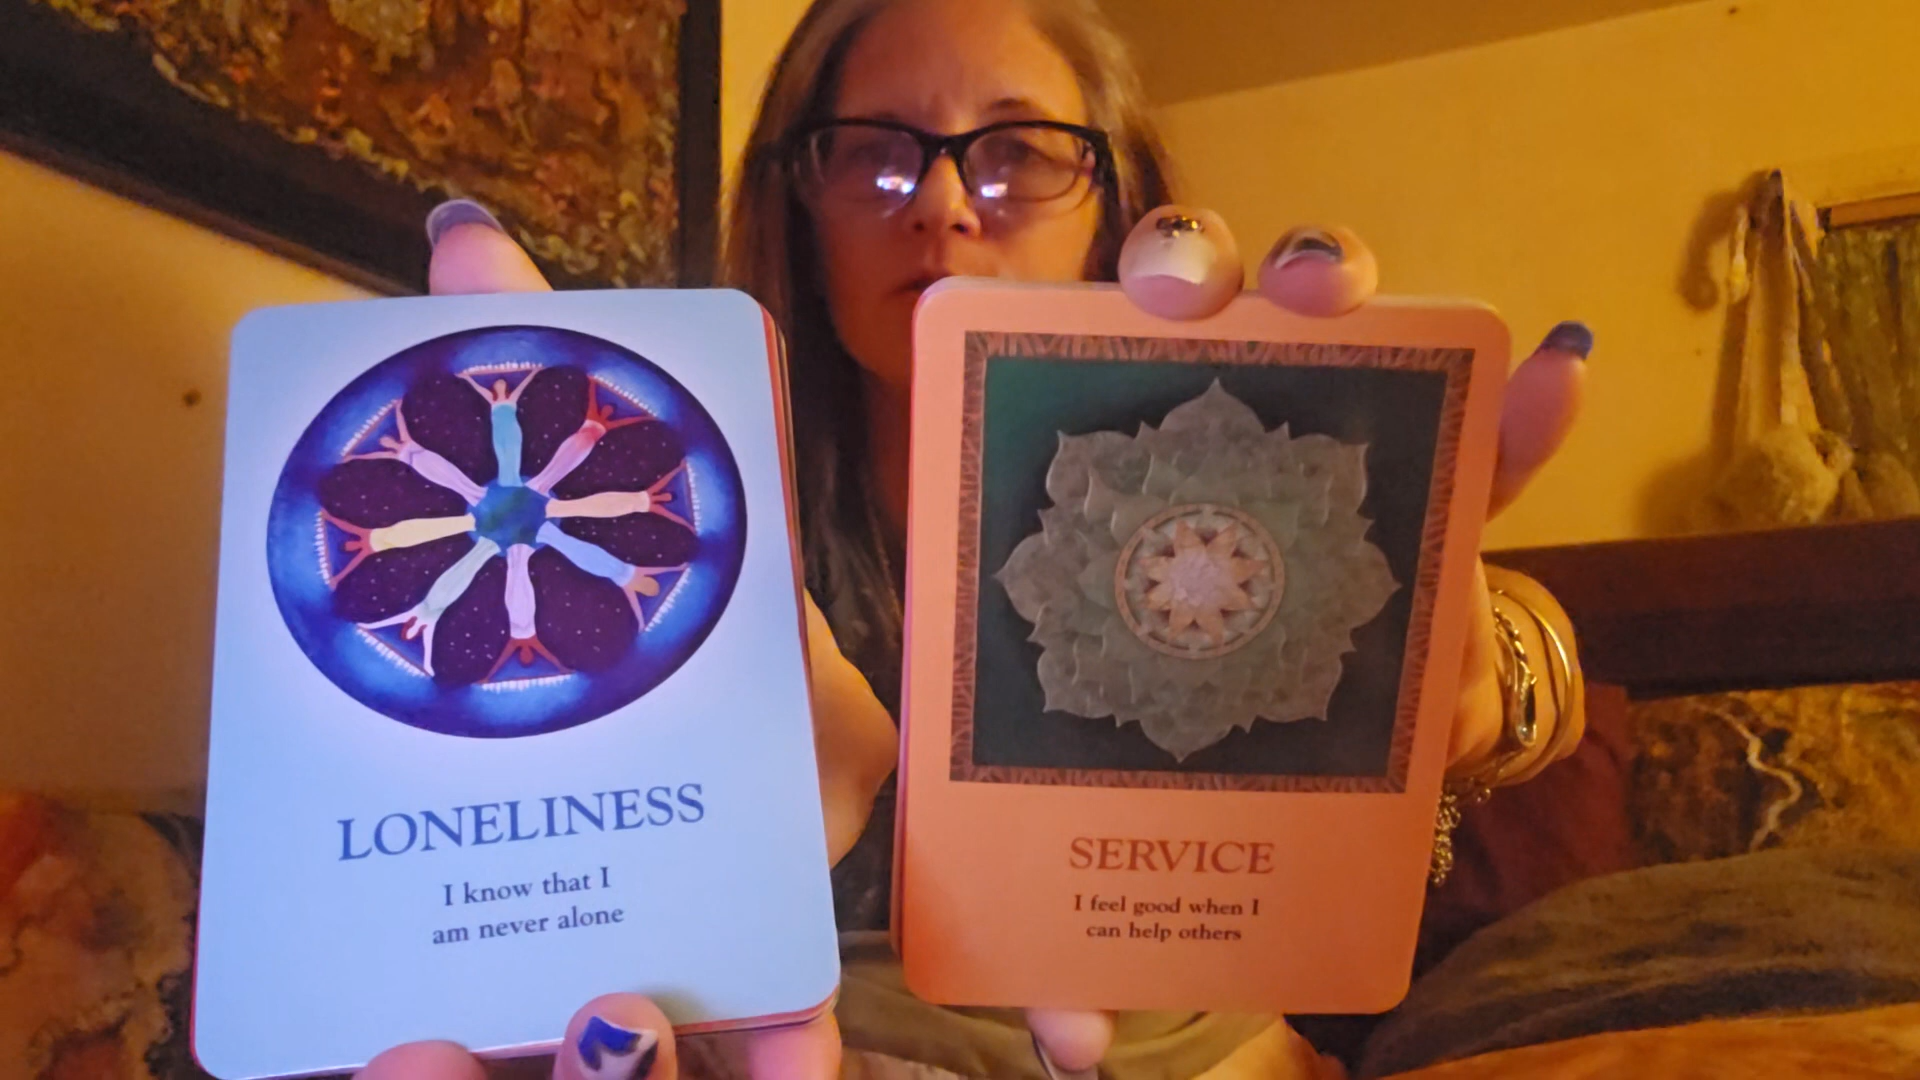 LONELINESS
I know that I
am never alone
SERVICE
I feel good when I
can help others